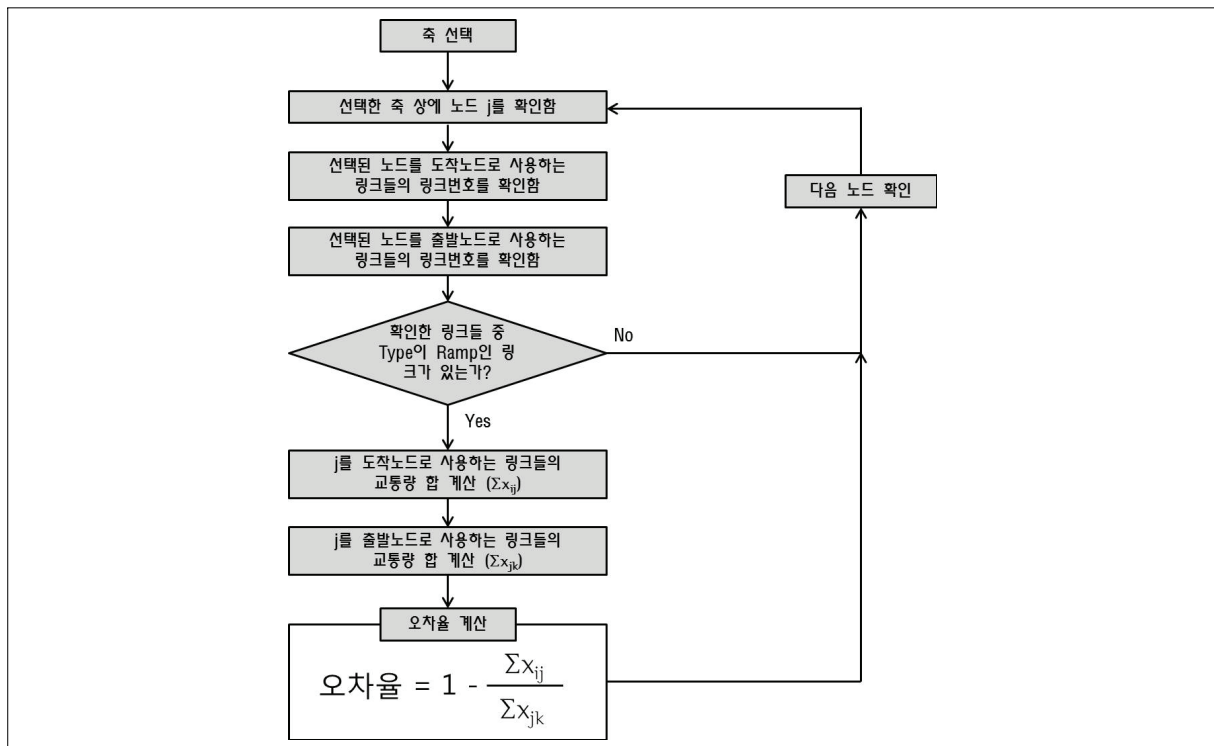 축 선택
선택한 축 상에 노드 j를 확인함
선택된 노드를 도착노드로 사용하는
링크들의 링크번호를 확인함
다음 노드 확인
선택된 노드를 출발노드로 사용하는
링크들의 링크번호를 확인함
확인한 링크들 중
Type이 Ramp인 링
크가 있는가?
No
Yes
j를 도착노드로 사용하는 링크들의
교통량 합 계산 (Σxij)
j를 출발노드로 사용하는 링크들의
교통량 합 계산 (Σxjk)
오차율 계산
오차율 = 1 - Σxij / Σxjk